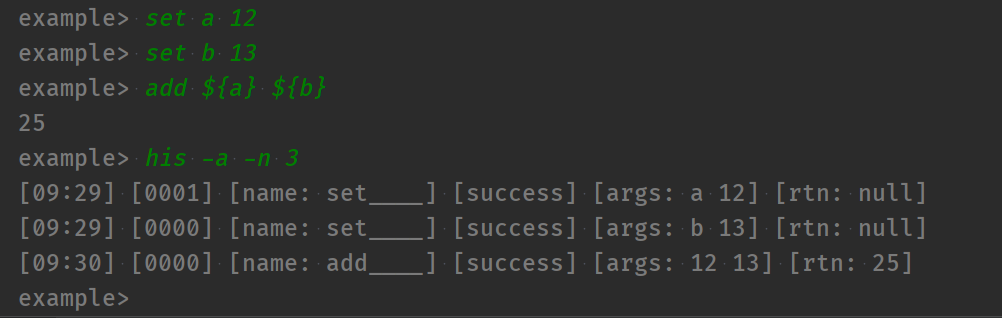 example> set a 12
example> set b 13
example> add ${a} ${b}
25
example> his -a -n 3
[09:29] [0001] [name: set____] [success] [args: a 12] [rtn: null]
[09:29] [0000] [name: set____] [success] [args: b 13] [rtn: null]
[09:30] [0000] [name: add____] [success] [args: 12 13] [rtn: 25]
example>